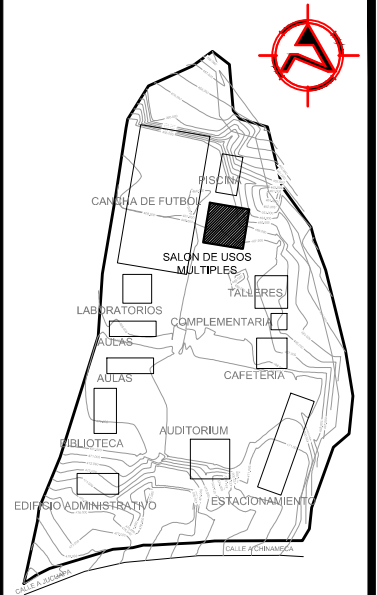 PISCINA
CANCHA DE FUTBOL
SALON DE USOS
MULTIPLES
TALLERES
LABORATORIOS
COMPLEMENTARIA
AULAS
CAFETERIA
AULAS
AUDITORIUM
BIBLIOTECA
ESTACIONAMIENTO
EDIFICIO ADMINISTRATIVO
CALLE A CHINAMECA
CALLE A JUCUAPA